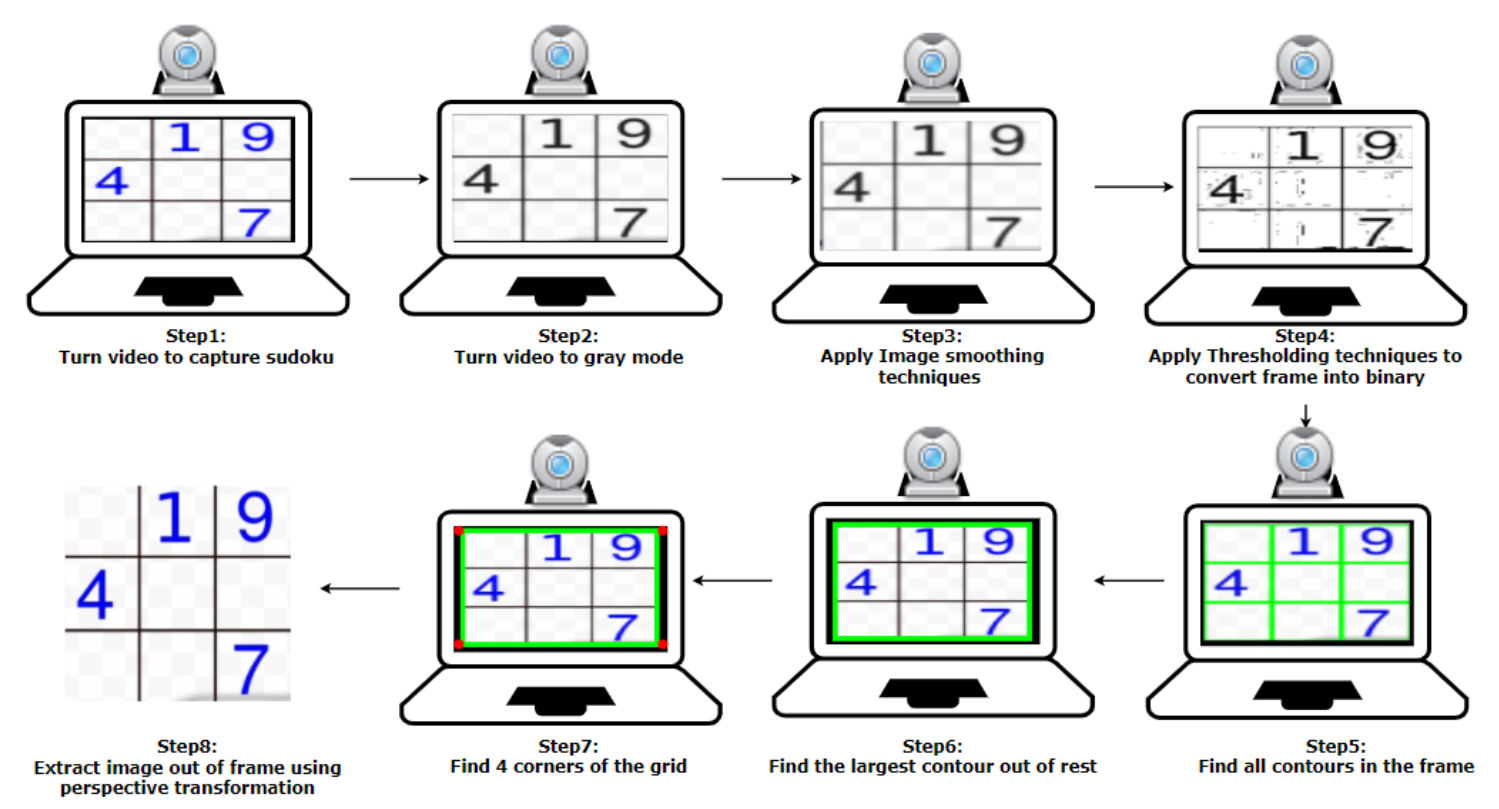 1 9
4
7
1 9
4
7
1 9
4
7
1 9
4
7
Step1:
Turn video to capture sudoku
Step2:
Turn video to gray mode
Step3:
Apply Image smoothing
techniques
Step4:
Apply Thresholding techniques to
convert frame into binary
1 9
4
7
1 9
4
7
1 9
4
7
1 9
4
7
Step8:
Extract image out of frame using
perspective transformation
Step7:
Find 4 corners of the grid
Step6:
Find the largest contour out of rest
Step5:
Find all contours in the frame